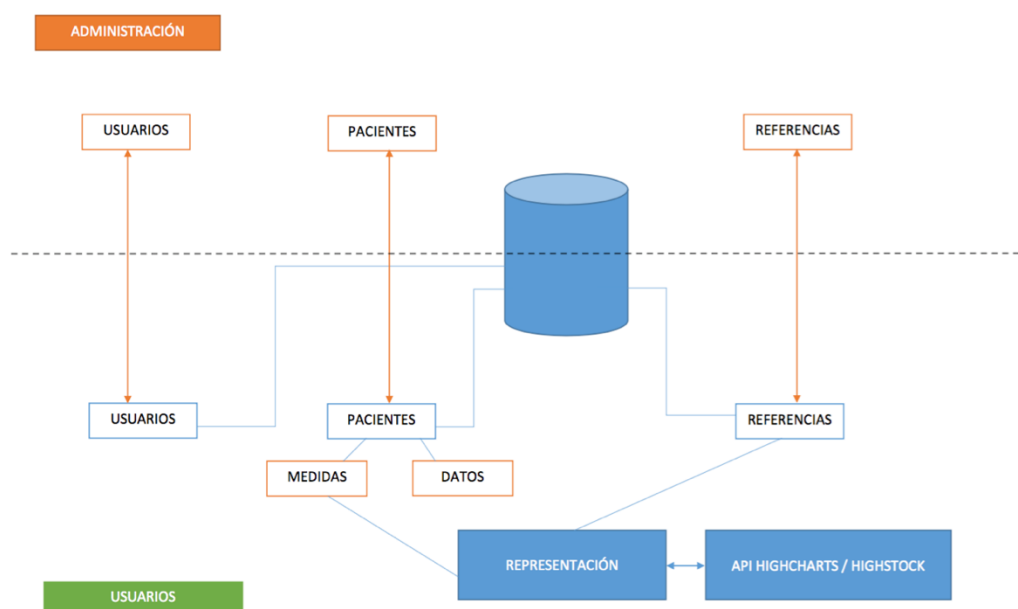 ADMINISTRACIÓN
USUARIOS
PACIENTES
REFERENCIAS
USUARIOS
PACIENTES
REFERENCIAS
MEDIDAS
DATOS
REPRESENTACIÓN
API HIGHCHARTS / HIGHSTOCK
USUARIOS